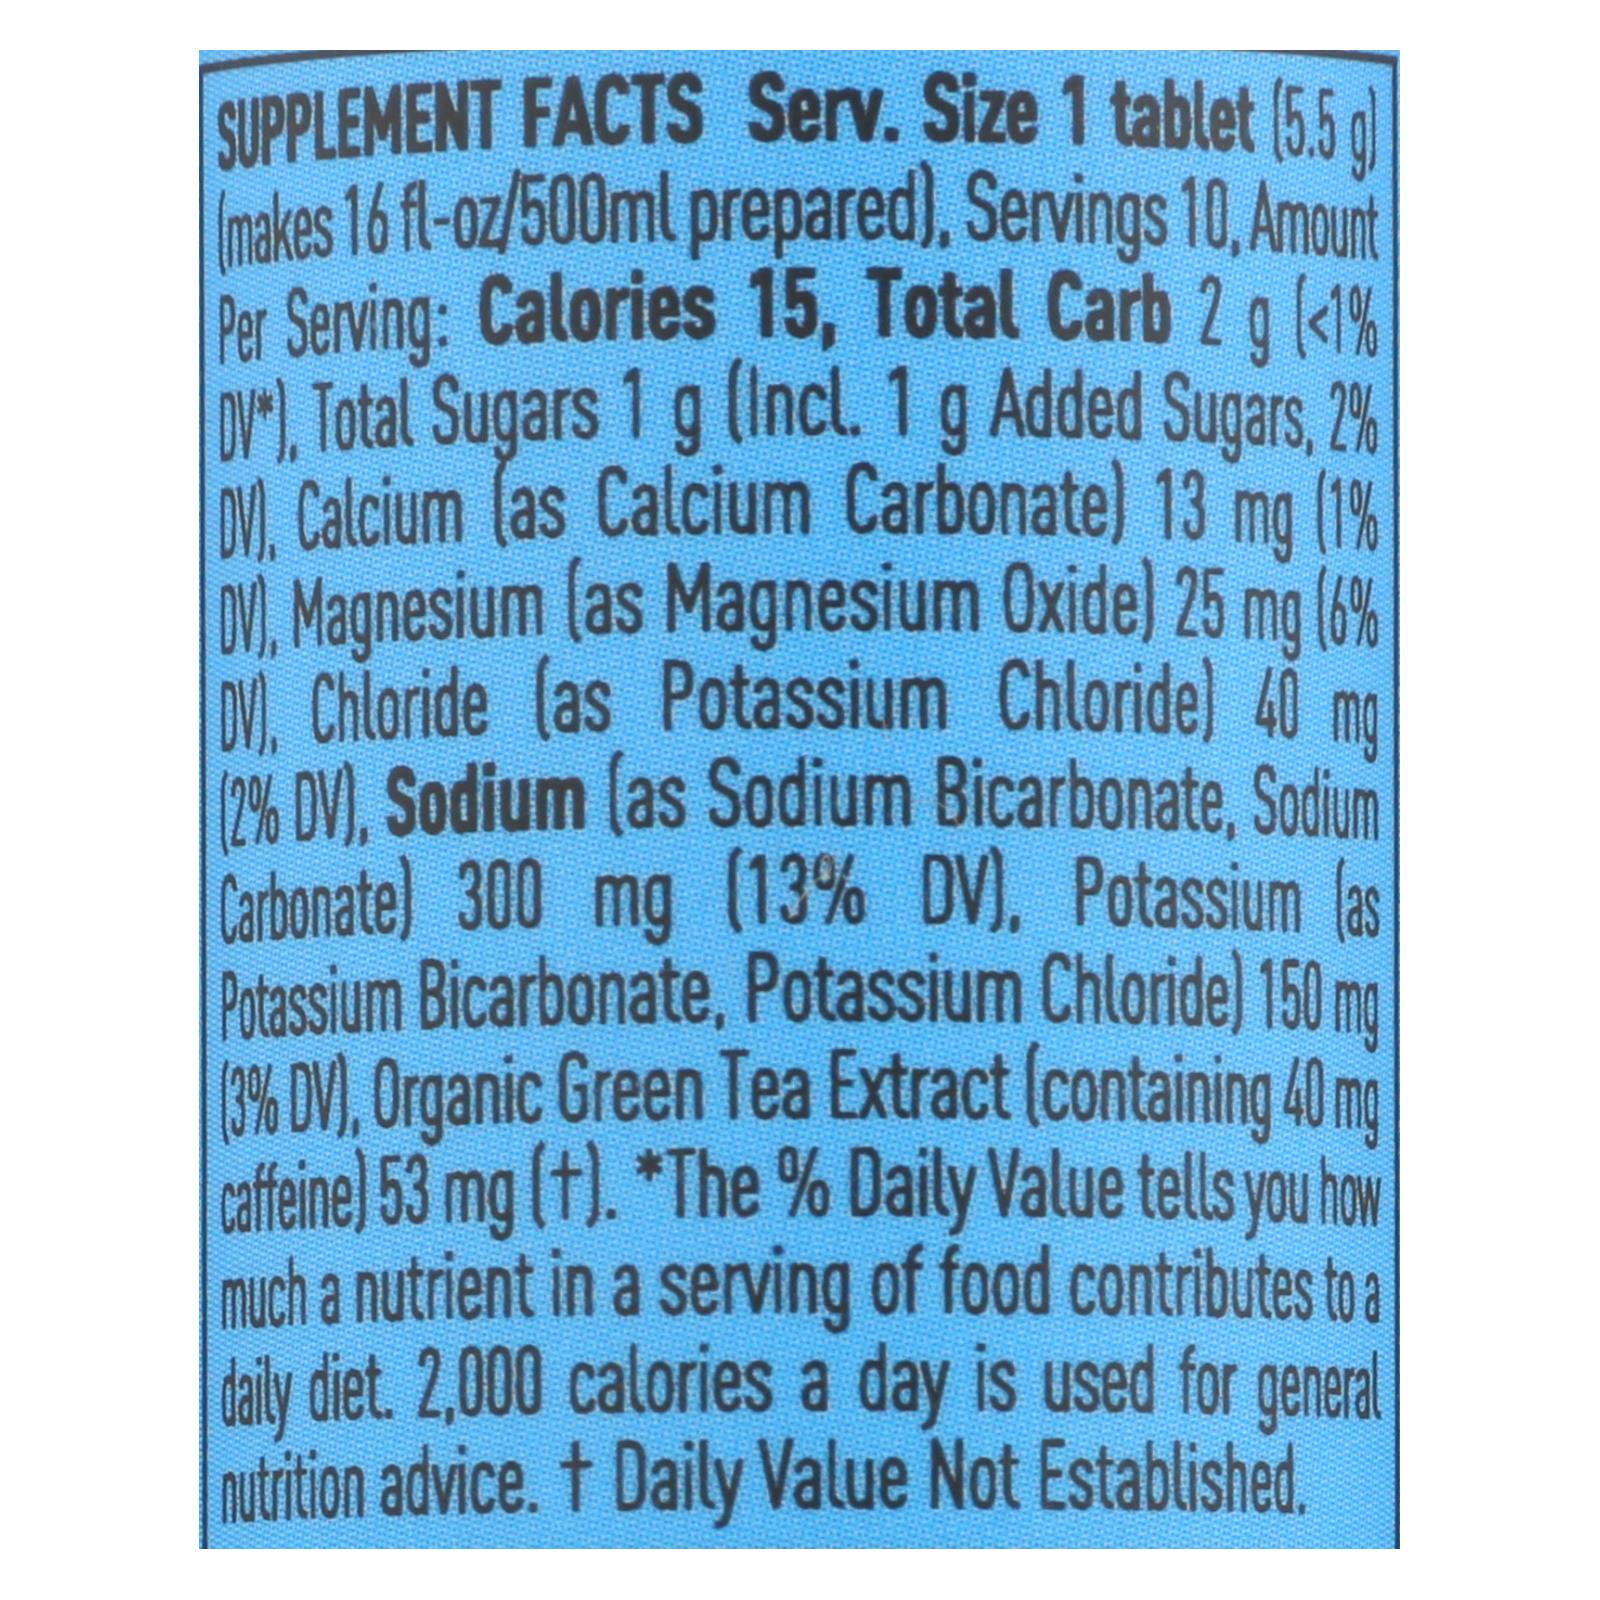 SUPPLEMENT FACTS Serv. Size 1 tablet (5.5 g)
(makes 16 fl-oz/500ml prepared), Servings 10, Amount
Per Serving: Calories 15, Total Carb 2 g (<1%
DV*), Total Sugars 1 g (Incl. 1 g Added Sugars, 2%
DV), Calcium (as Calcium Carbonate) 13 mg (1%
DV), Magnesium (as Magnesium Oxide) 25 mg (6%
DV), Chloride (as Potassium Chloride) 40 mg
(2% DV), Sodium (as Sodium Bicarbonate, Sodium
Carbonate) 300 mg (13% DV), Potassium (as
Potassium Bicarbonate, Potassium Chloride) 150 mg
(3% DV), Organic Green Tea Extract (containing 40 mg
caffeine) 53 mg (†). *The % Daily Value tells you how
much a nutrient in a serving of food contributes to a
daily diet. 2,000 calories a day is used for general
nutrition advice. † Daily Value Not Established.